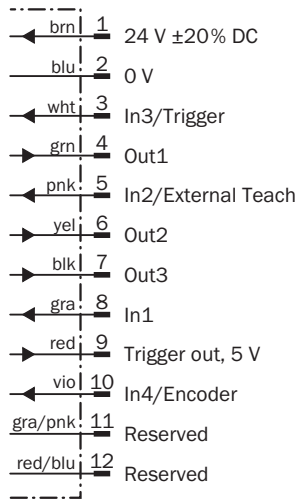 brn 1 24 V ±20% DC
blu 2 0 V
wht 3 In3/Trigger
grn 4 Out1
pnk 5 In2/External Teach
yel 6 Out2
blk 7 Out3
gra 8 In1
red 9 Trigger out, 5 V
vio 10 In4/Encoder
gra/pnk 11 Reserved
red/blu 12 Reserved